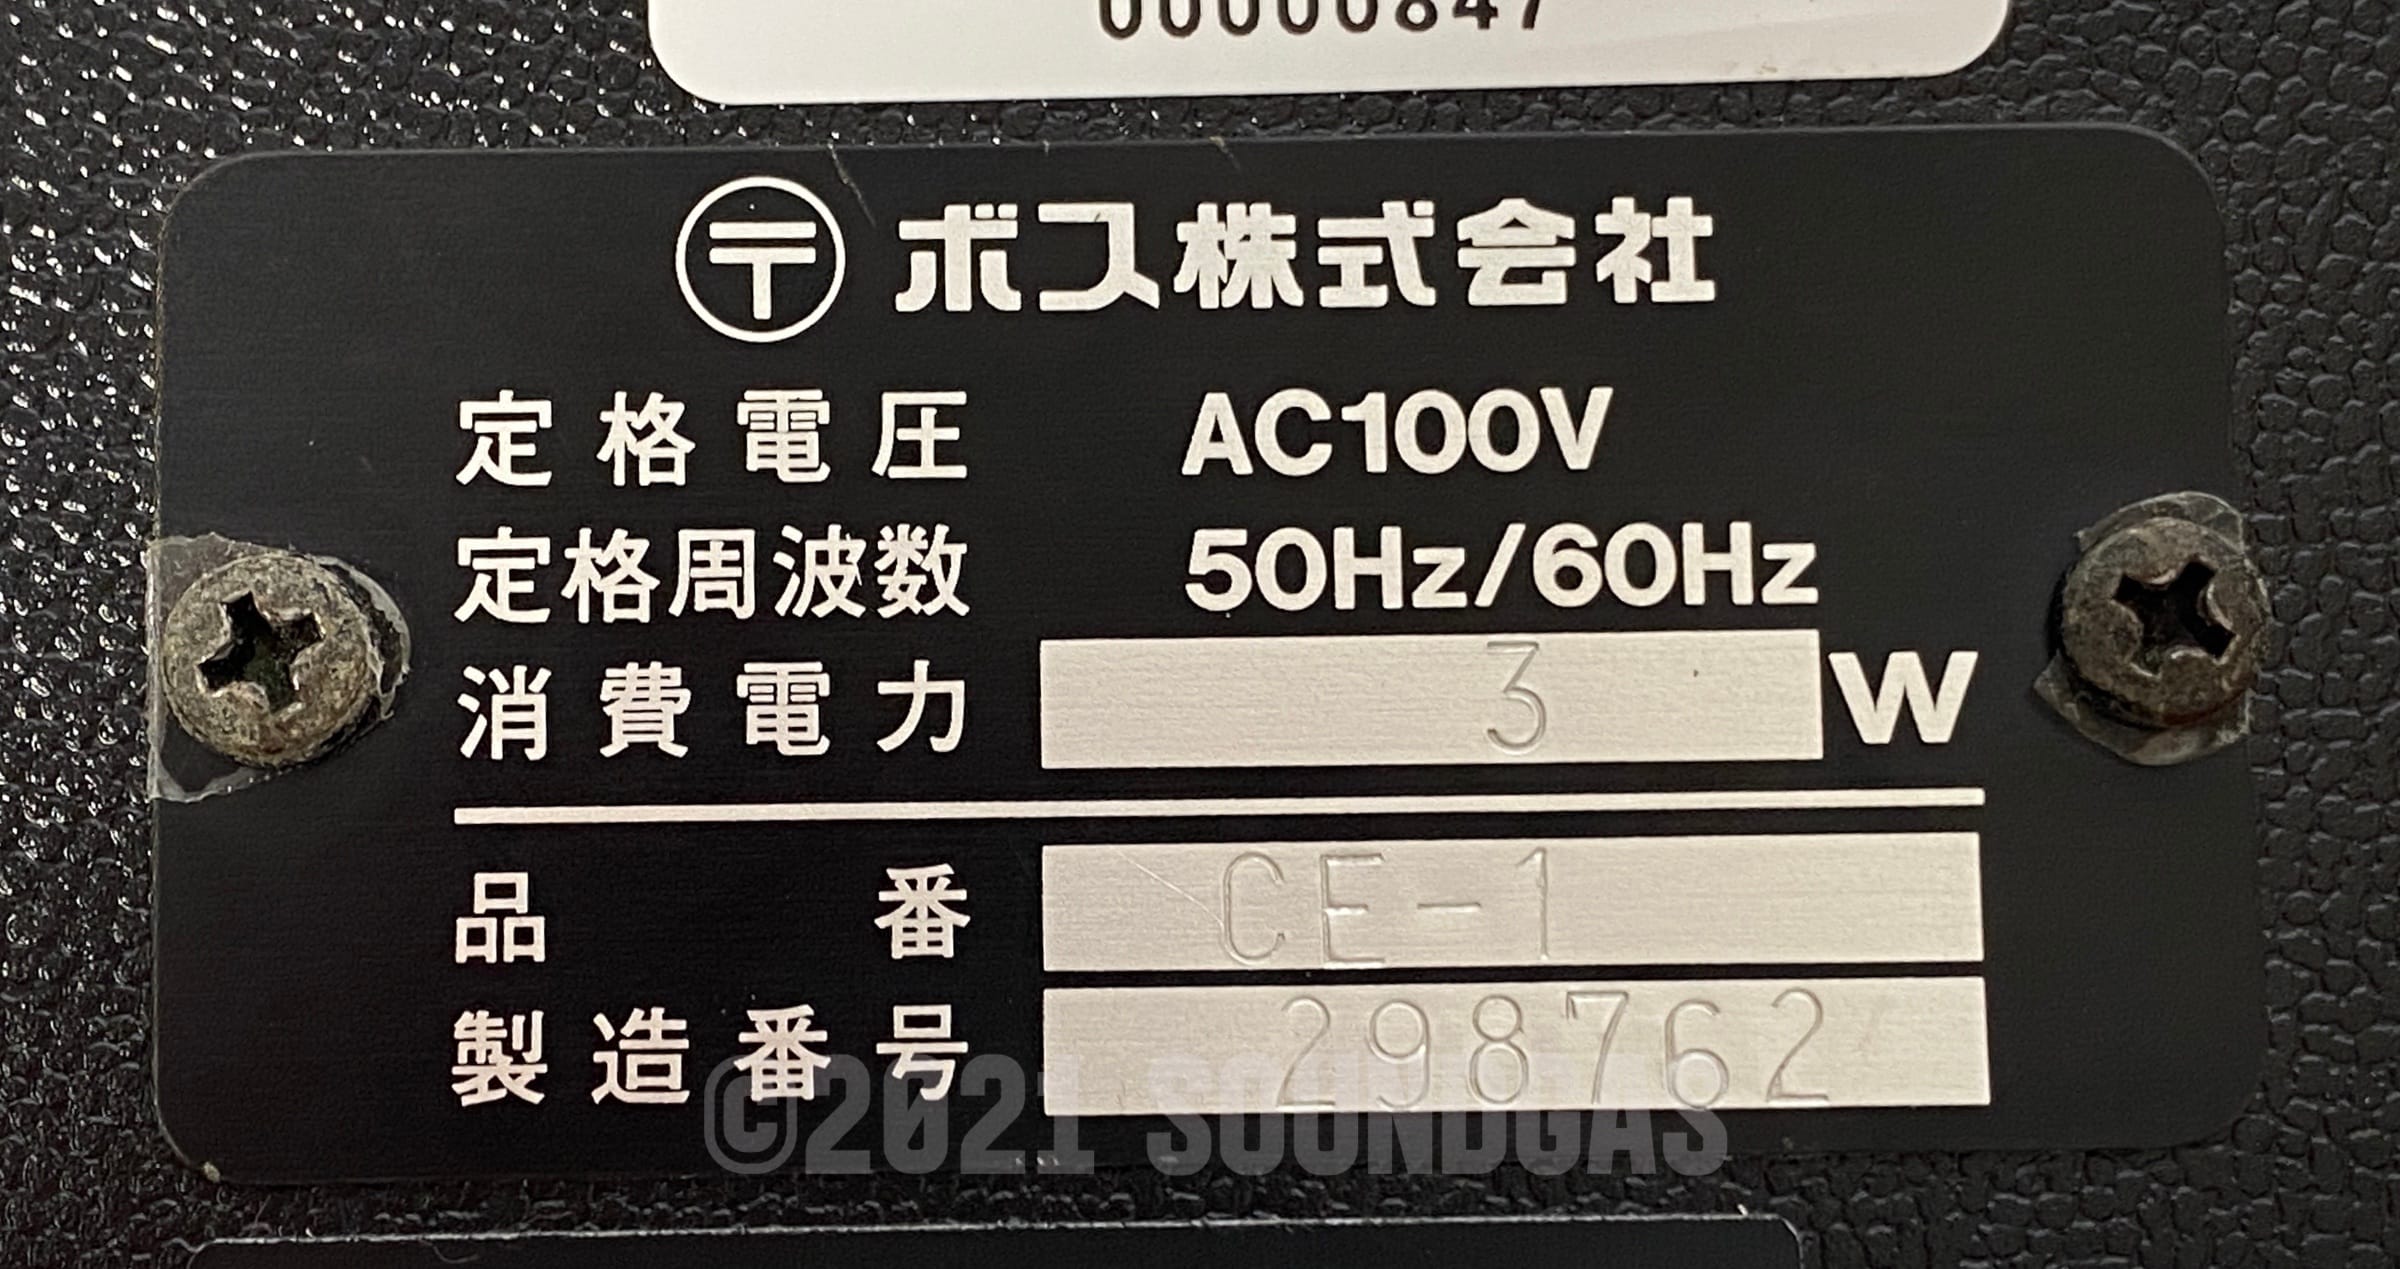 00000847
〒 ボス株式会社
定格電圧 AC100V
定格周波数 50Hz/60Hz
消費電力 3 W
品番 CE-1
製造番号 298762
©2021 SOUNDGAS